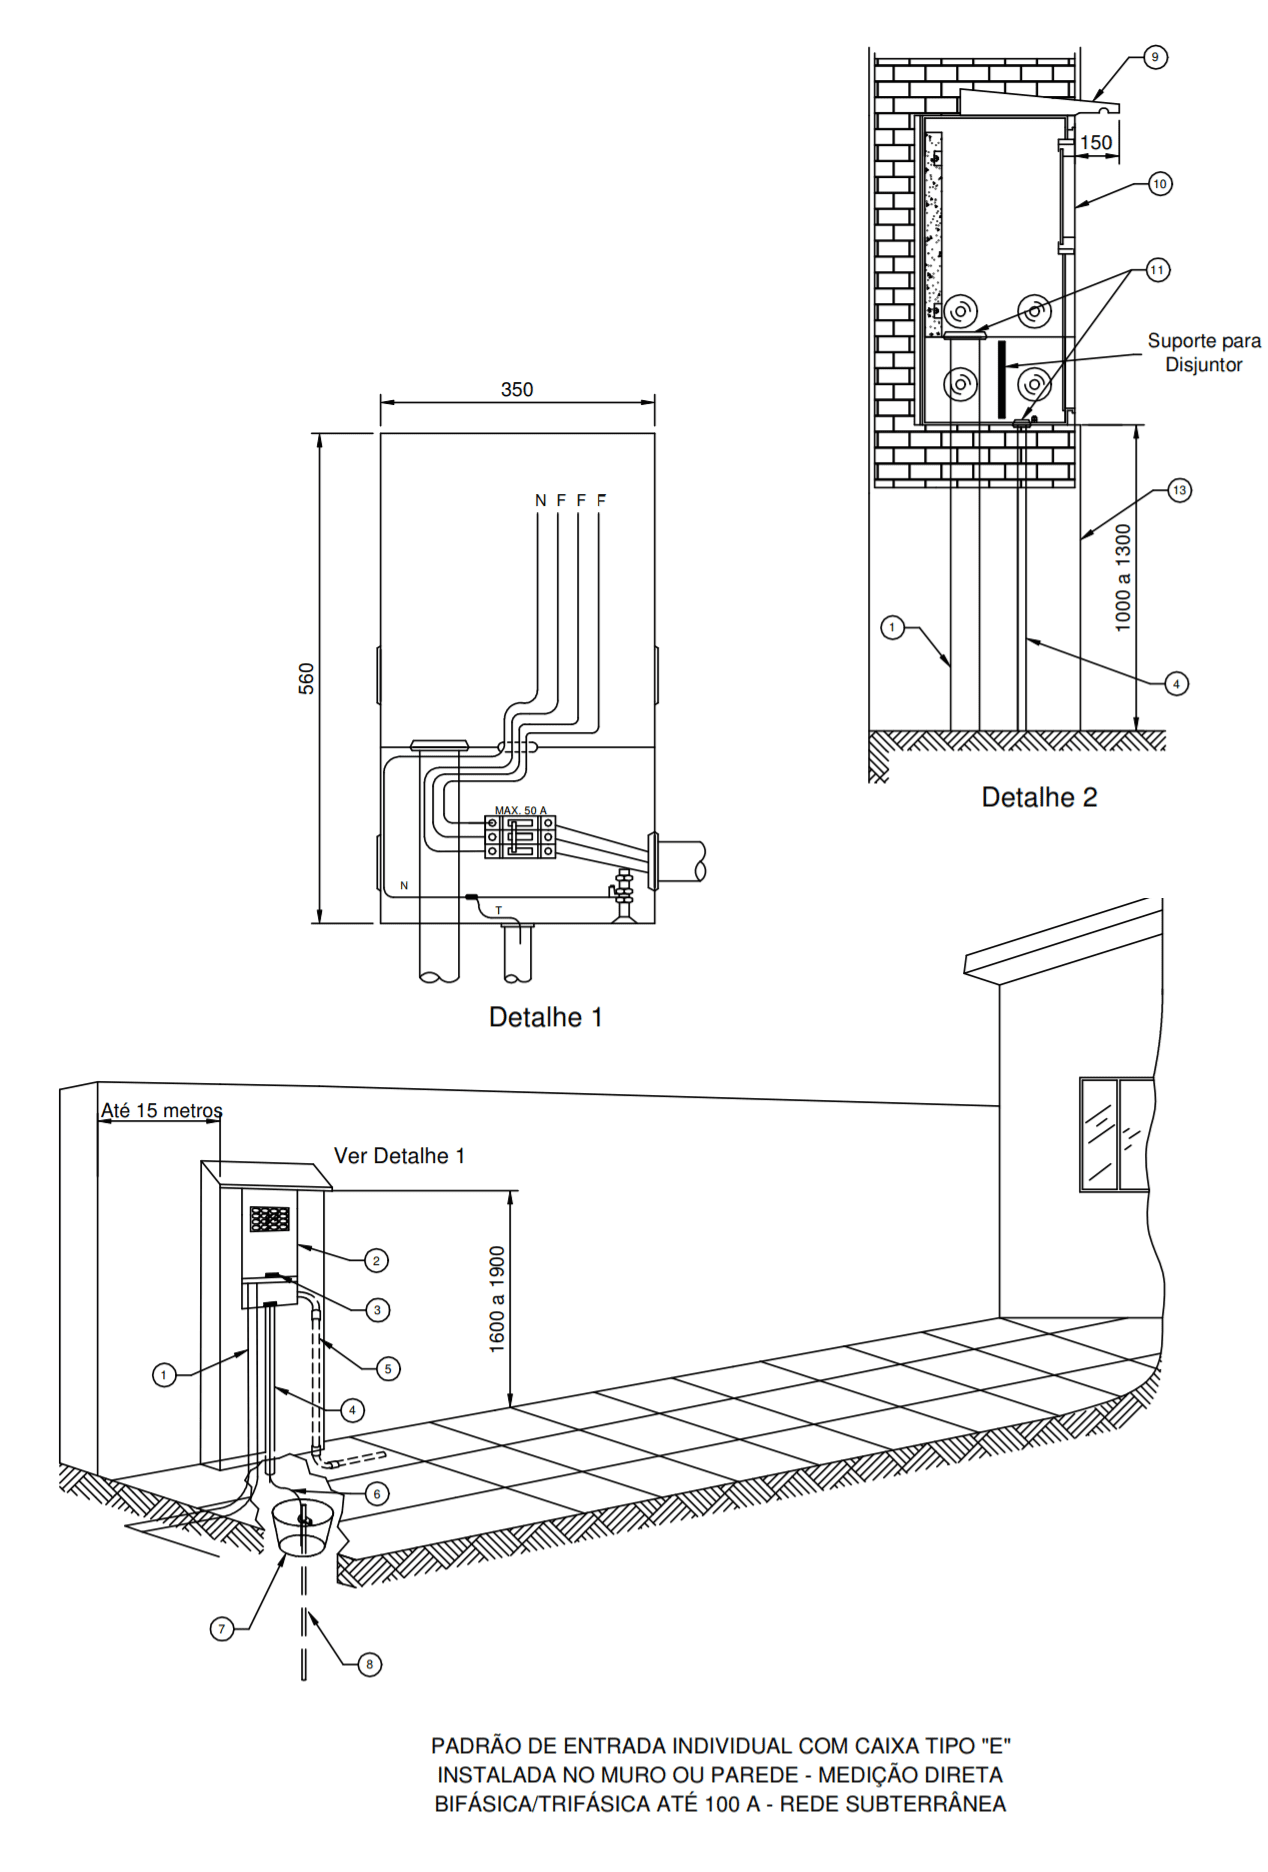 9
150
10
11
Suporte para
Disjuntor
13
1000 a 1300
1
4
Detalhe 2
350
560
N F F F
MAX. 50 A
N
T
Detalhe 1
Até 15 metros
Ver Detalhe 1
1600 a 1900
2
3
5
1
4
6
7
8
PADRÃO DE ENTRADA INDIVIDUAL COM CAIXA TIPO "E"
INSTALADA NO MURO OU PAREDE - MEDIÇÃO DIRETA
BIFÁSICA/TRIFÁSICA ATÉ 100 A - REDE SUBTERRÂNEA